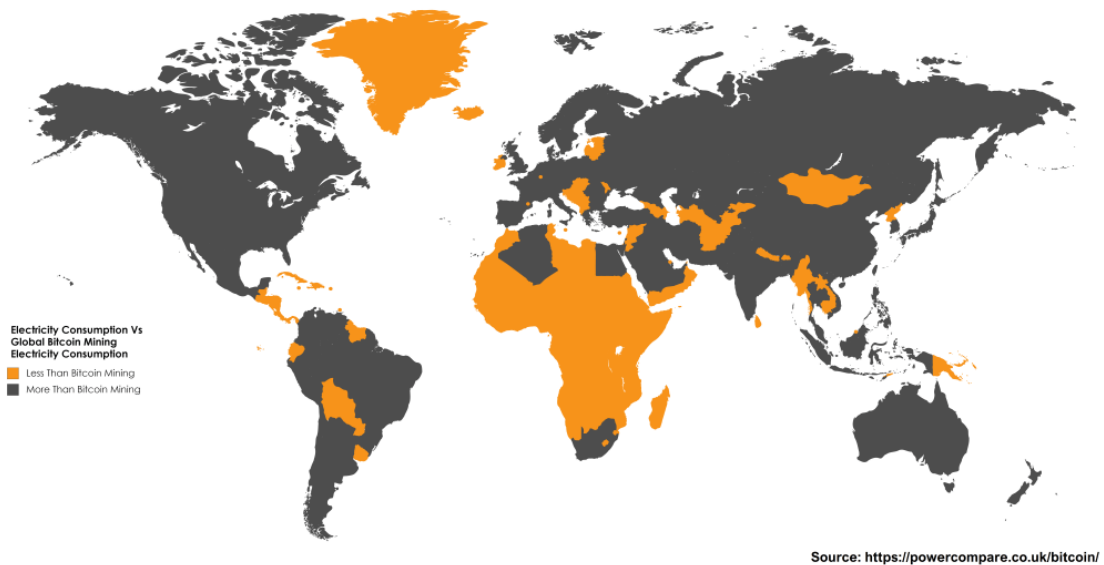 Electricity Consumption Vs
Global Bitcoin Mining
Electricity Consumption
Less Than Bitcoin Mining
More Than Bitcoin Mining
Source: https://powercompare.co.uk/bitcoin/